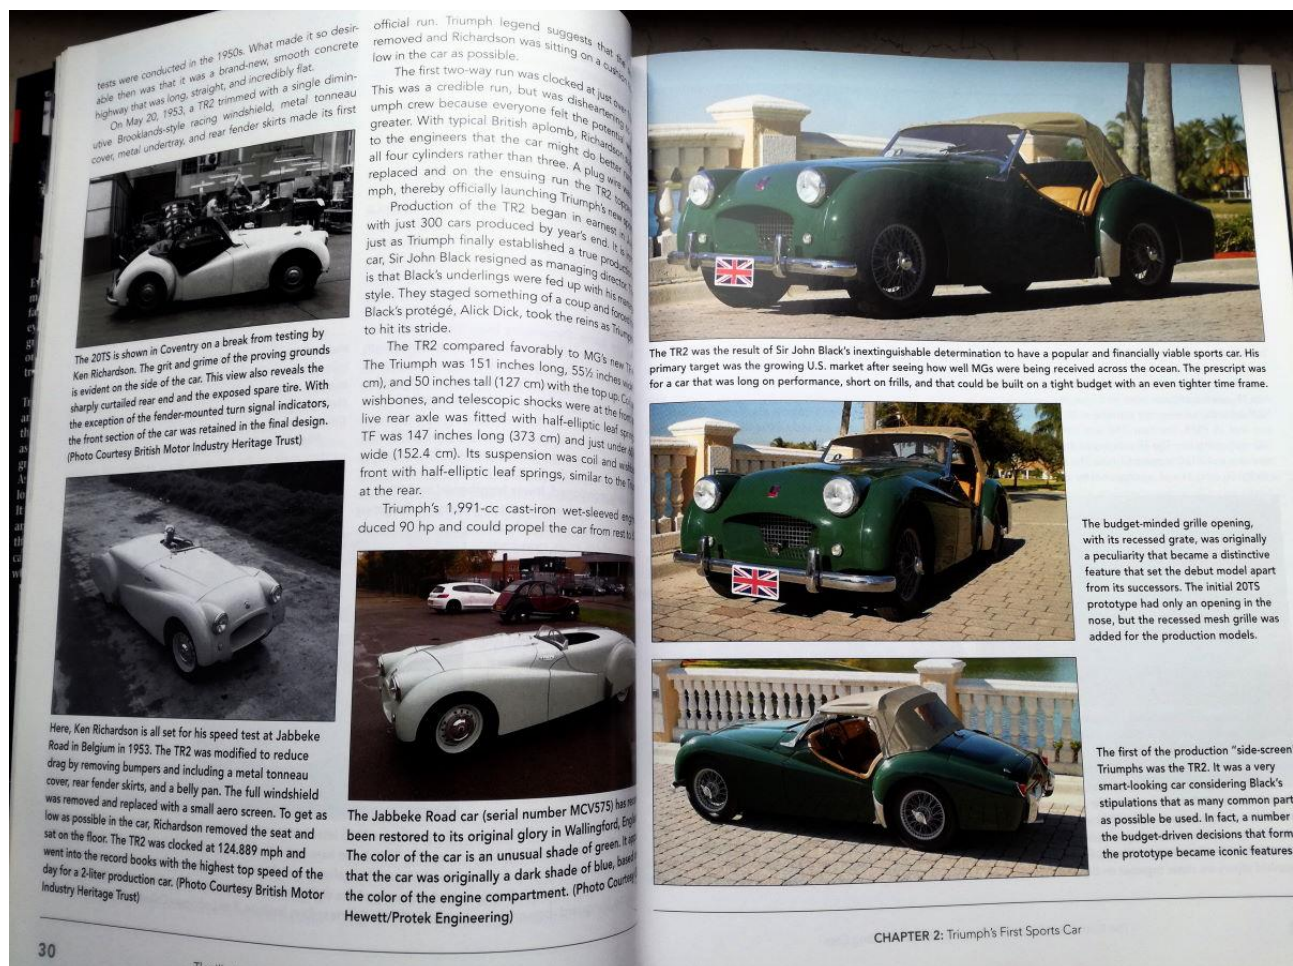 tests were conducted in the 1950s. What made it so desir-
able then was that it was a brand-new, smooth concrete
highway that was long, straight, and incredibly flat.
On May 20, 1953, a TR2 trimmed with a single dimin-
utive Brooklands-style racing windshield, metal tonneau
cover, metal undertray, and rear fender skirts made its first
The 20TS is shown in Coventry on a break from testing by
Ken Richardson. The grit and grime of the proving grounds
is evident on the side of the car. This view also reveals the
sharply curtailed rear end and the exposed spare tire. With
the exception of the fender-mounted turn signal indicators,
the front section of the car was retained in the final design.
(Photo Courtesy British Motor Industry Heritage Trust)
Here, Ken Richardson is all set for his speed test at Jabbeke
Road in Belgium in 1953. The TR2 was modified to reduce
drag by removing bumpers and including a metal tonneau
cover, rear fender skirts, and a belly pan. The full windshield
was removed and replaced with a small aero screen. To get as
low as possible in the car, Richardson removed the seat and
sat on the floor. The TR2 was clocked at 124.889 mph and
went into the record books with the highest top speed of the
day for a 2-liter production car. (Photo Courtesy British Motor
Industry Heritage Trust)
30
official run. Triumph legend suggests that the
removed and Richardson was sitting on a cushion
low in the car as possible.
The first two-way run was clocked at just over
This was a credible run, but was disheartening
umph crew because everyone felt the potential
greater. With typical British aplomb, Richardson
to the engineers that the car might do better
all four cylinders rather than three. A plug wire
replaced and on the ensuing run the TR2 topped
mph, thereby officially launching Triumph's new
Production of the TR2 began in earnest in
with just 300 cars produced by year's end. It is
just as Triumph finally established a true production
car, Sir John Black resigned as managing director.
is that Black's underlings were fed up with his
style. They staged something of a coup and forced
Black's protégé, Alick Dick, took the reins as Triumph
to hit its stride.
The TR2 compared favorably to MG's new
The Triumph was 151 inches long, 55½ inches wide
cm), and 50 inches tall (127 cm) with the top up.
wishbones, and telescopic shocks were at the front
live rear axle was fitted with half-elliptic leaf
TF was 147 inches long (373 cm) and just under
wide (152.4 cm). Its suspension was coil and
front with half-elliptic leaf springs, similar to the
at the rear.
Triumph's 1,991-cc cast-iron wet-sleeved
duced 90 hp and could propel the car from rest to
The Jabbeke Road car (serial number MCV575) has
been restored to its original glory in Wallingford,
The color of the car is an unusual shade of green. It
that the car was originally a dark shade of blue, based
the color of the engine compartment. (Photo Courtesy
Hewett/Protek Engineering)
The TR2 was the result of Sir John Black's inextinguishable determination to have a popular and financially viable sports car. His
primary target was the growing U.S. market after seeing how well MGs were being received across the ocean. The prescript was
for a car that was long on performance, short on frills, and that could be built on a tight budget with an even tighter time frame.
The budget-minded grille opening,
with its recessed grate, was originally
a peculiarity that became a distinctive
feature that set the debut model apart
from its successors. The initial 20TS
prototype had only an opening in the
nose, but the recessed mesh grille was
added for the production models.
The first of the production "side-screen"
Triumphs was the TR2. It was a very
smart-looking car considering Black's
stipulations that as many common part
as possible be used. In fact, a number
the budget-driven decisions that form
the prototype became iconic features
CHAPTER 2: Triumph's First Sports Car